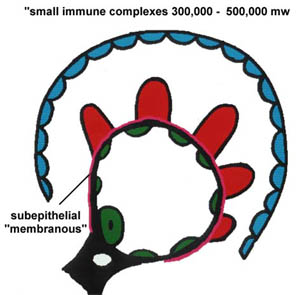 "small immune complexes 300,000 - 500,000 mw
subepithelial
"membranous"